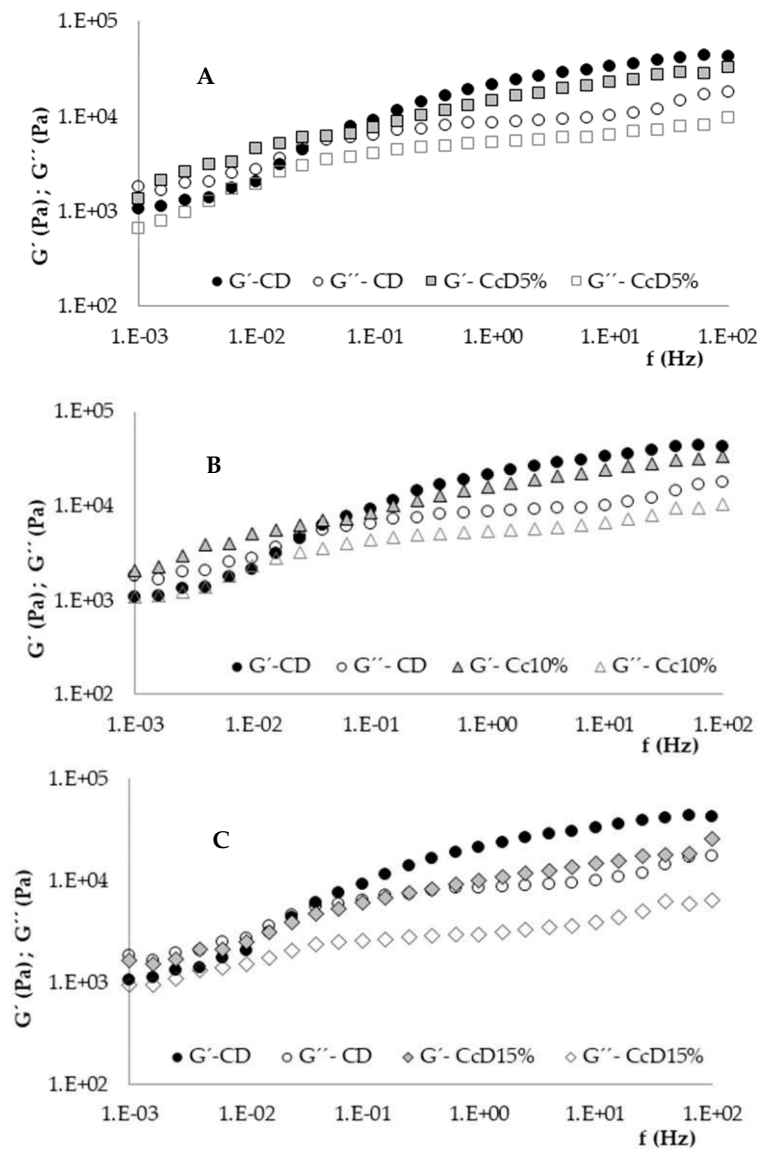 1.E+05
A
1.E+04
1.E+03
1.E+02
G´ (Pa) ; G´´ (Pa)
G´-CD G´´- CD G´- CcD5% G´´- CcD5%
1.E-03 1.E-02 1.E-01 1.E+00 1.E+01 1.E+02
f (Hz)
1.E+05
B
1.E+04
1.E+03
1.E+02
G´ (Pa) ; G´´ (Pa)
G´-CD G´´- CD G´- Cc10% G´´- Cc10%
1.E-03 1.E-02 1.E-01 1.E+00 1.E+01 1.E+02
f (Hz)
1.E+05
C
1.E+04
1.E+03
1.E+02
G´ (Pa) ; G´´ (Pa)
G´-CD G´´- CD G´- CcD15% G´´- CcD15%
1.E-03 1.E-02 1.E-01 1.E+00 1.E+01 1.E+02
f (Hz)